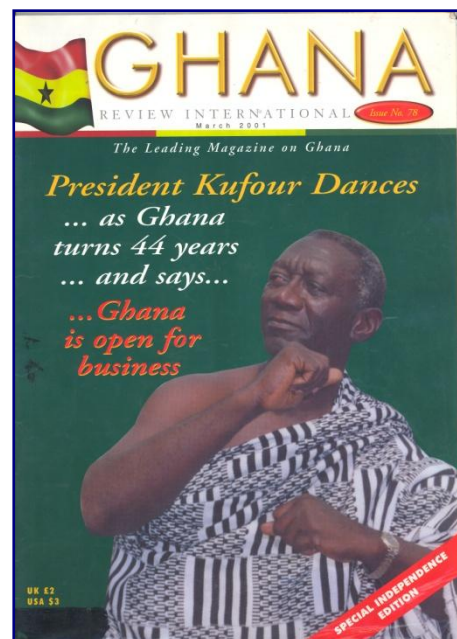 GHANA
REVIEW INTERNATIONAL
Issue No. 78
March 2001
The Leading Magazine on Ghana
President Kufour Dances
... as Ghana
turns 44 years
... and says...
...Ghana
is open for
business
UK £2
USA $3
SPECIAL INDEPENDENCE
EDITION